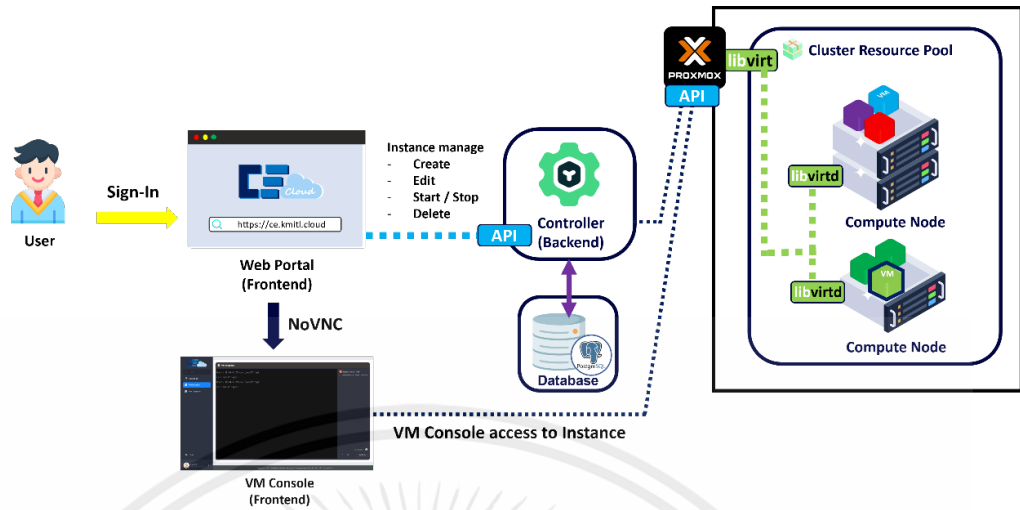 User
Sign-In
CE Cloud
https://ce.kmitl.cloud
Web Portal
(Frontend)
NoVNC
VM Console
(Frontend)
Instance manage
- Create
- Edit
- Start / Stop
- Delete
API
Controller
(Backend)
PostgreSQL
Database
VM Console access to Instance
PROXMOX
API
libvirt
Cluster Resource Pool
VM
libvirtd
Compute Node
VM
libvirtd
Compute Node